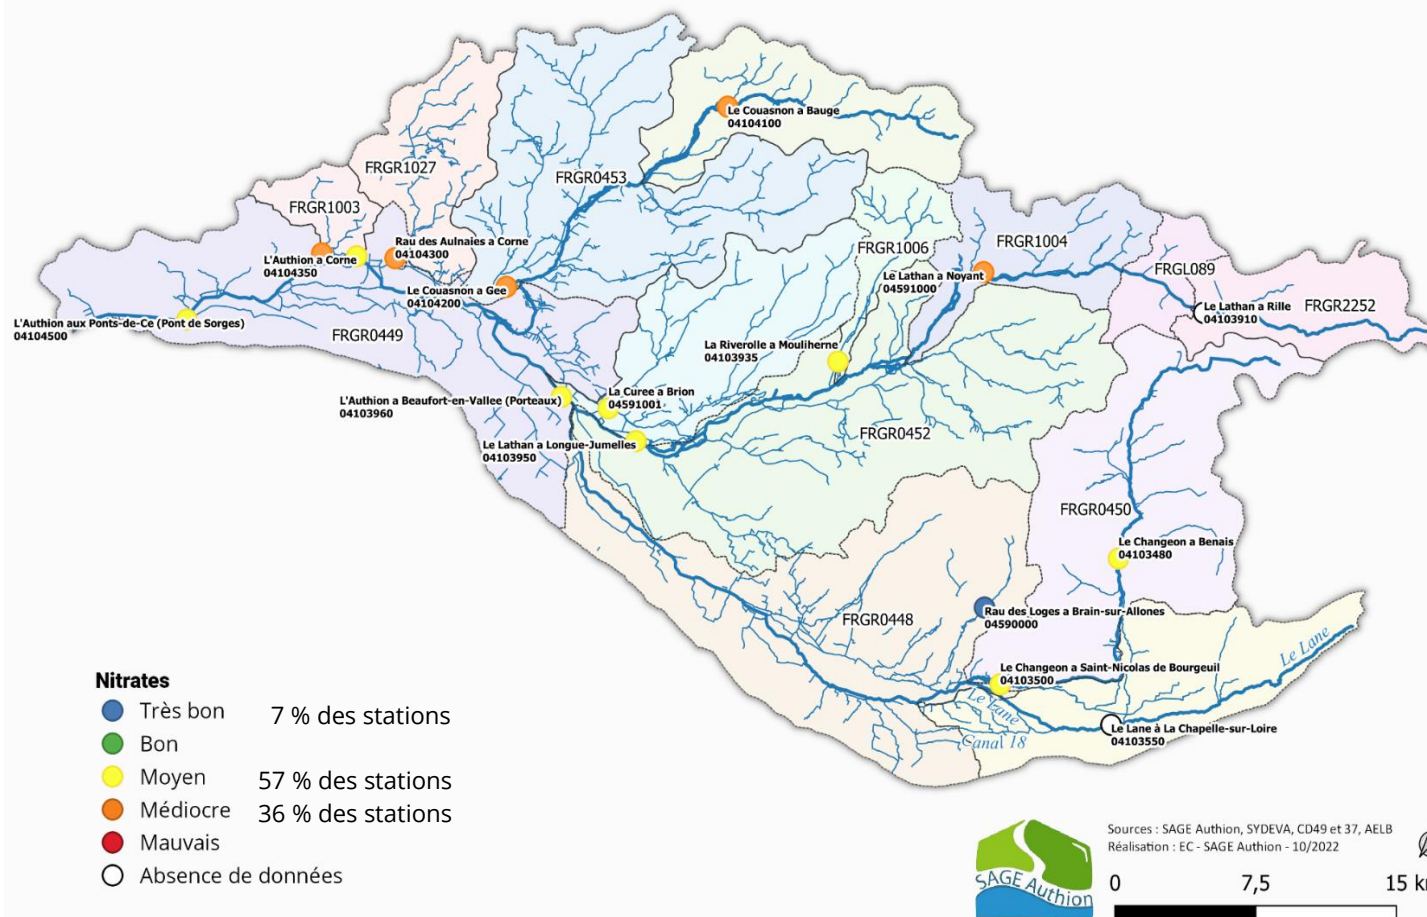 Le Couasnon a Bauge
04104100
FRGR1027
FRGR0453
FRGR1003
Rau des Aulnaies a Corne
04104300
L'Authion a Corne
04104350
FRGR1006
FRGR1004
Le Lathan a Noyant
04591000
FRGL089
Le Couasnon a Gee
04104200
Le Lathan a Rille
04103910
FRGR2252
L'Authion aux Ponts-de-Ce (Pont de Sorges)
04104500
FRGR0449
La Riverolle a Mouliherne
04103935
L'Authion a Beaufort-en-Vallee (Porteaux)
04103960
La Curee a Brion
04591001
Le Lathan a Longue-Jumelles
04103950
FRGR0452
FRGR0450
Le Changeon a Benais
04103480
Rau des Loges a Brain-sur-Allones
04590000
FRGR0448
Le Lane
Le Changeon a Saint-Nicolas de Bourgeuil
04103500
Le Lane
Canal 18
Le Lane à La Chapelle-sur-Loire
04103550
Nitrates
Très bon 7 % des stations
Bon
Moyen 57 % des stations
Médiocre 36 % des stations
Mauvais
Absence de données
SAGE Authion
Sources : SAGE Authion, SYDEVA, CD49 et 37, AELB
Réalisation : EC - SAGE Authion - 10/2022
0 7,5 15 km